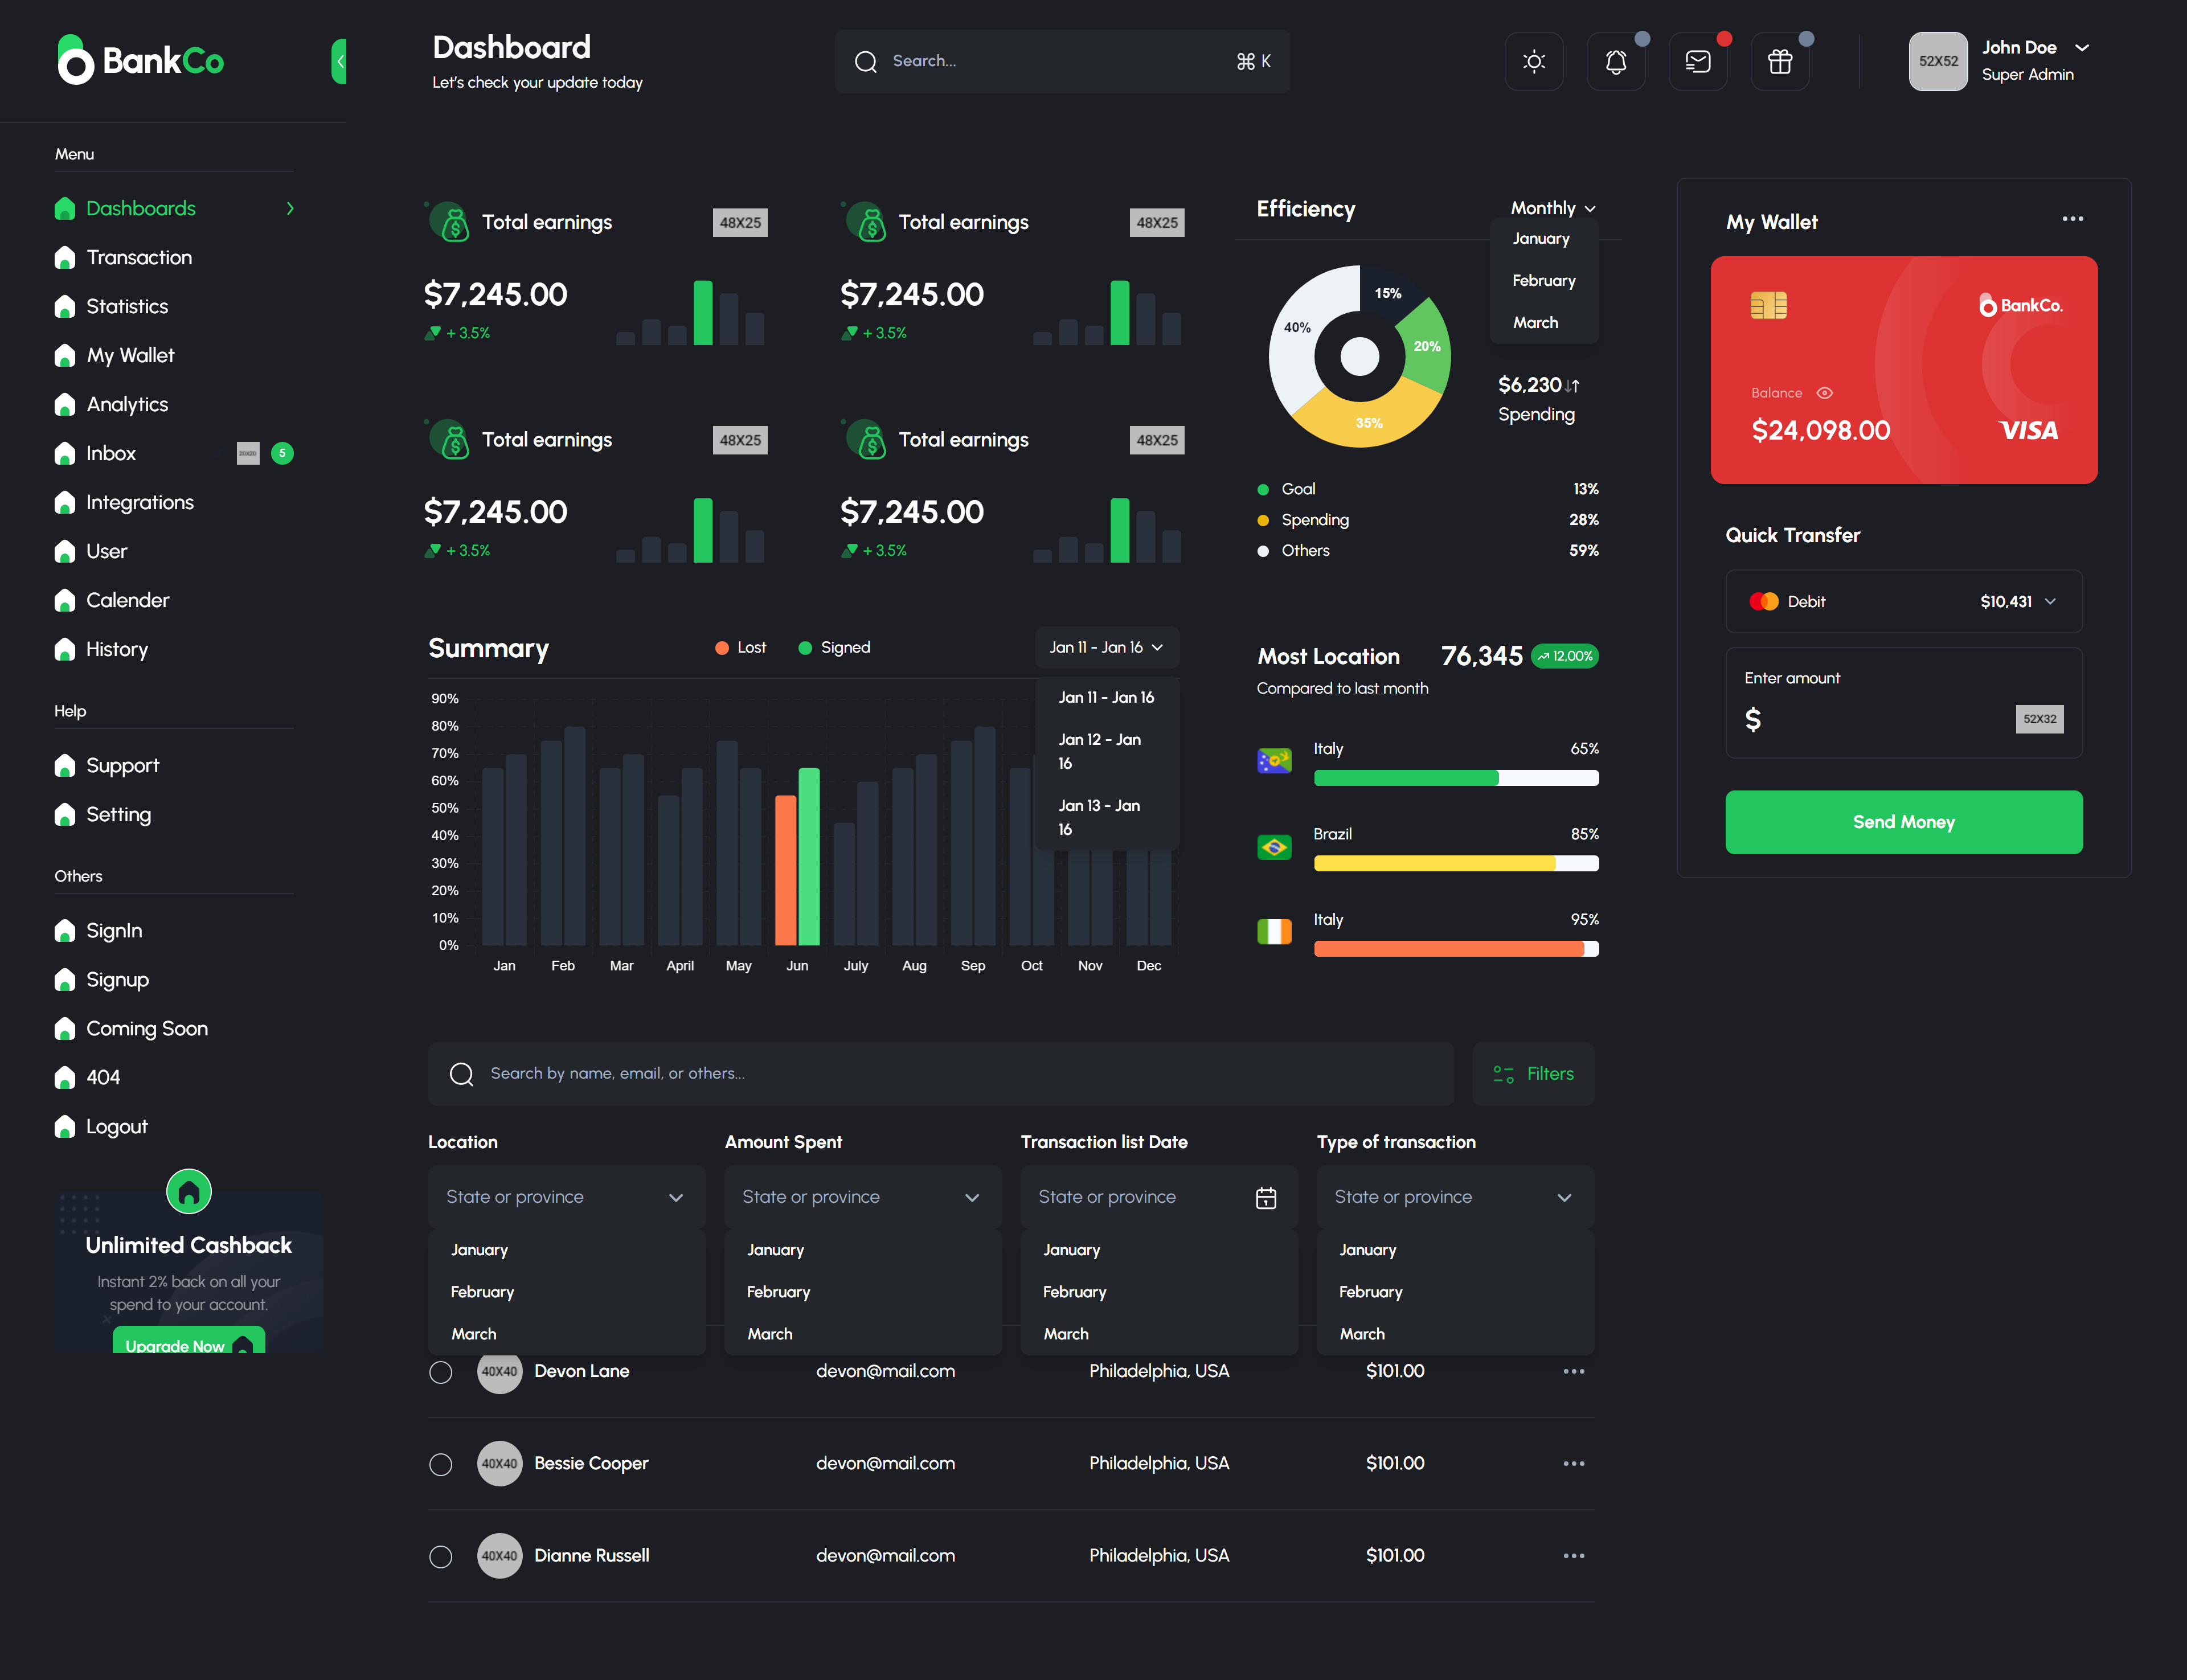 BankCo
Menu
Dashboards
Transaction
Statistics
My Wallet
Analytics
Inbox
20X20
5
Integrations
User
Calender
History
Help
Support
Setting
Others
SignIn
Signup
Coming Soon
404
Logout
Unlimited Cashback
Instant 2% back on all your
spend to your account.
Upgrade Now
Dashboard
Let's check your update today
Search...
⌘ K
52X52
John Doe
Super Admin
Total earnings
48X25
$7,245.00
+ 3.5%
Total earnings
48X25
$7,245.00
+ 3.5%
Total earnings
48X25
$7,245.00
+ 3.5%
Total earnings
48X25
$7,245.00
+ 3.5%
Efficiency
Monthly
January
February
March
15%
40%
20%
35%
$6,230
Spending
Goal 13%
Spending 28%
Others 59%
My Wallet
BankCo.
Balance
$24,098.00
VISA
Quick Transfer
Debit
$10,431
Enter amount
$
52X32
Send Money
Summary
Lost
Signed
Jan 11 - Jan 16
Jan 11 - Jan 16
Jan 12 - Jan
16
Jan 13 - Jan
16
90%
80%
70%
60%
50%
40%
30%
20%
10%
0%
Jan Feb Mar April May Jun July Aug Sep Oct Nov Dec
Most Location
76,345
12,00%
Compared to last month
Italy 65%
Brazil 85%
Italy 95%
Search by name, email, or others...
Filters
Location
State or province
January
February
March
Amount Spent
State or province
January
February
March
Transaction list Date
State or province
January
February
March
Type of transaction
State or province
January
February
March
40X40 Devon Lane devon@mail.com Philadelphia, USA $101.00
40X40 Bessie Cooper devon@mail.com Philadelphia, USA $101.00
40X40 Dianne Russell devon@mail.com Philadelphia, USA $101.00